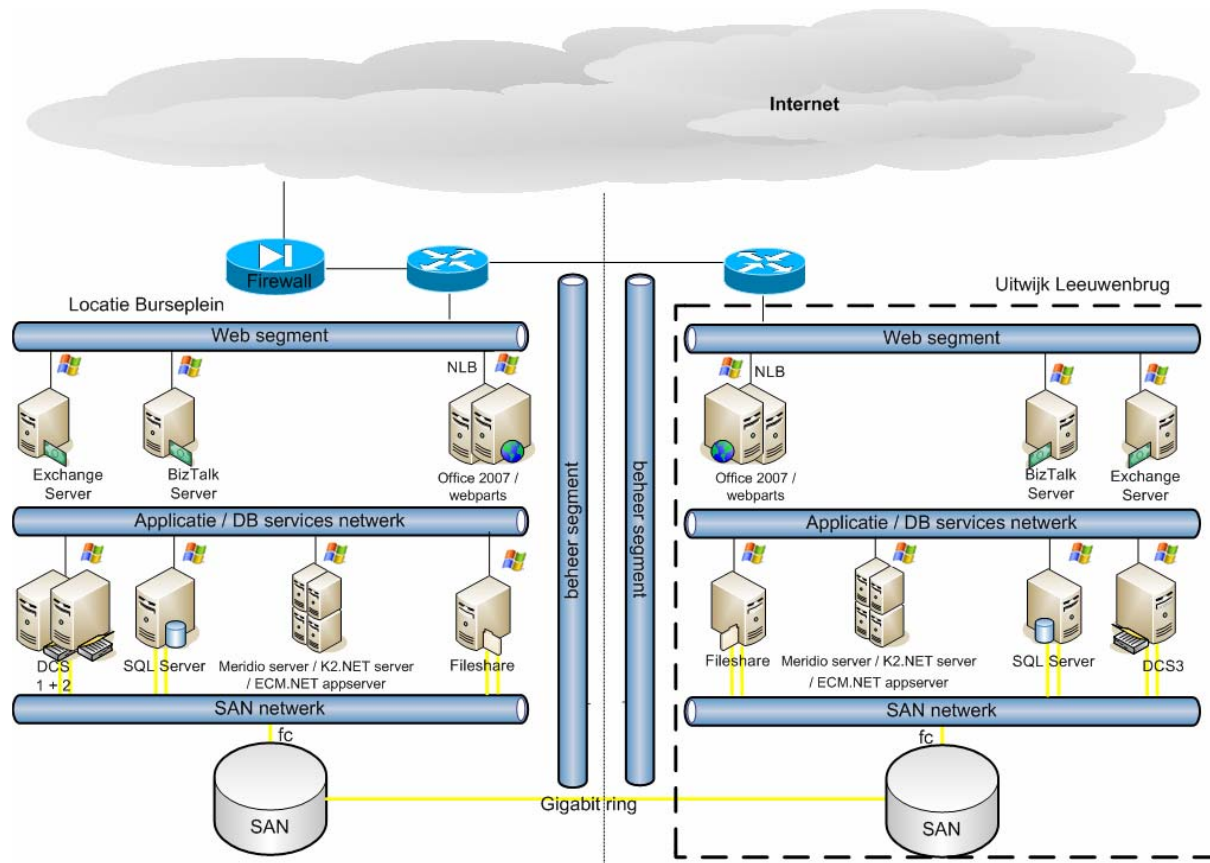 Internet
Firewall
Locatie Burseplein
Uitwijk Leeuwenbrug
Web segment
Web segment
NLB
NLB
Exchange
Server
BizTalk
Server
Office 2007 /
webparts
Office 2007 /
webparts
BizTalk
Server
Exchange
Server
beheer segment
beheer segment
Applicatie / DB services netwerk
Applicatie / DB services netwerk
DCS
1 + 2
SQL Server
Meridio server / K2.NET server
/ ECM.NET appserver
Fileshare
Fileshare
Meridio server / K2.NET server
/ ECM.NET appserver
SQL Server
DCS3
SAN netwerk
SAN netwerk
fc
fc
SAN
Gigabit ring
SAN